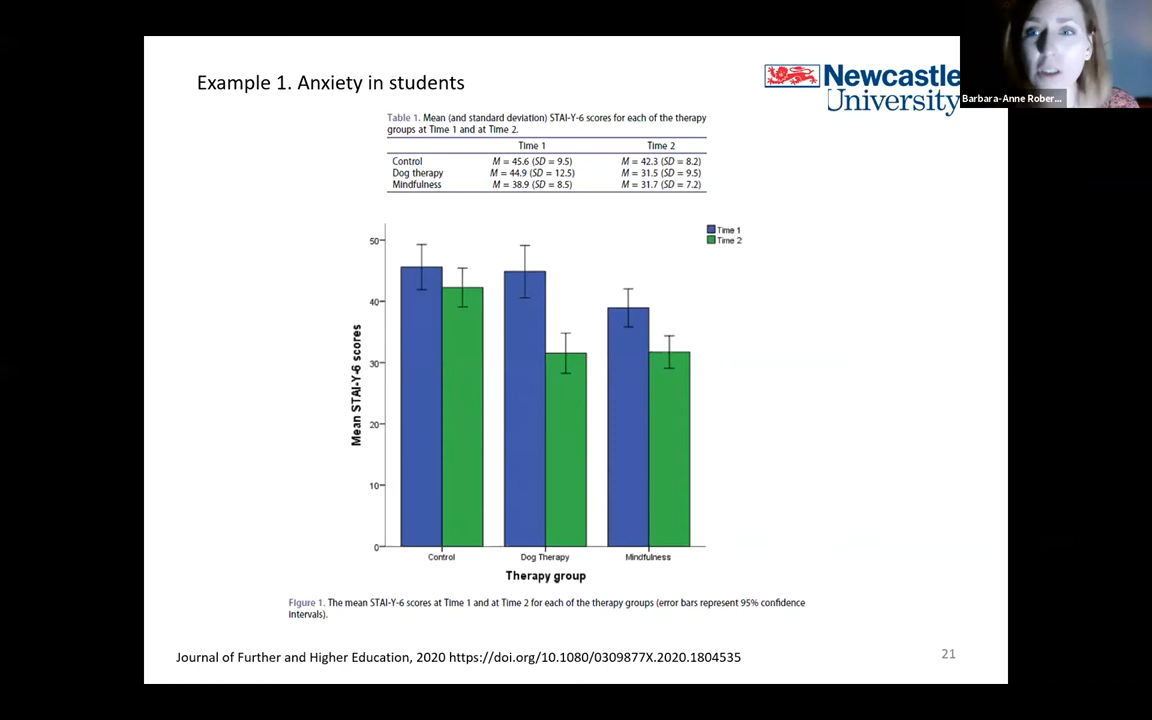 Example 1. Anxiety in students
Newcastle
University
Barbara-Anne Rober...
Table 1. Mean (and standard deviation) STAI-Y-6 scores for each of the therapy
groups at Time 1 and at Time 2.
Time 1 Time 2
Control M = 45.6 (SD = 9.5) M = 42.3 (SD = 8.2)
Dog therapy M = 44.9 (SD = 12.5) M = 31.5 (SD = 9.5)
Mindfulness M = 38.9 (SD = 8.5) M = 31.7 (SD = 7.2)
Time 1
Time 2
50
40
30
20
10
0
Mean STAI-Y-6 scores
Control Dog Therapy Mindfulness
Therapy group
Figure 1. The mean STAI-Y-6 scores at Time 1 and at Time 2 for each of the therapy groups (error bars represent 95% confidence
intervals).
Journal of Further and Higher Education, 2020 https://doi.org/10.1080/0309877X.2020.1804535
21